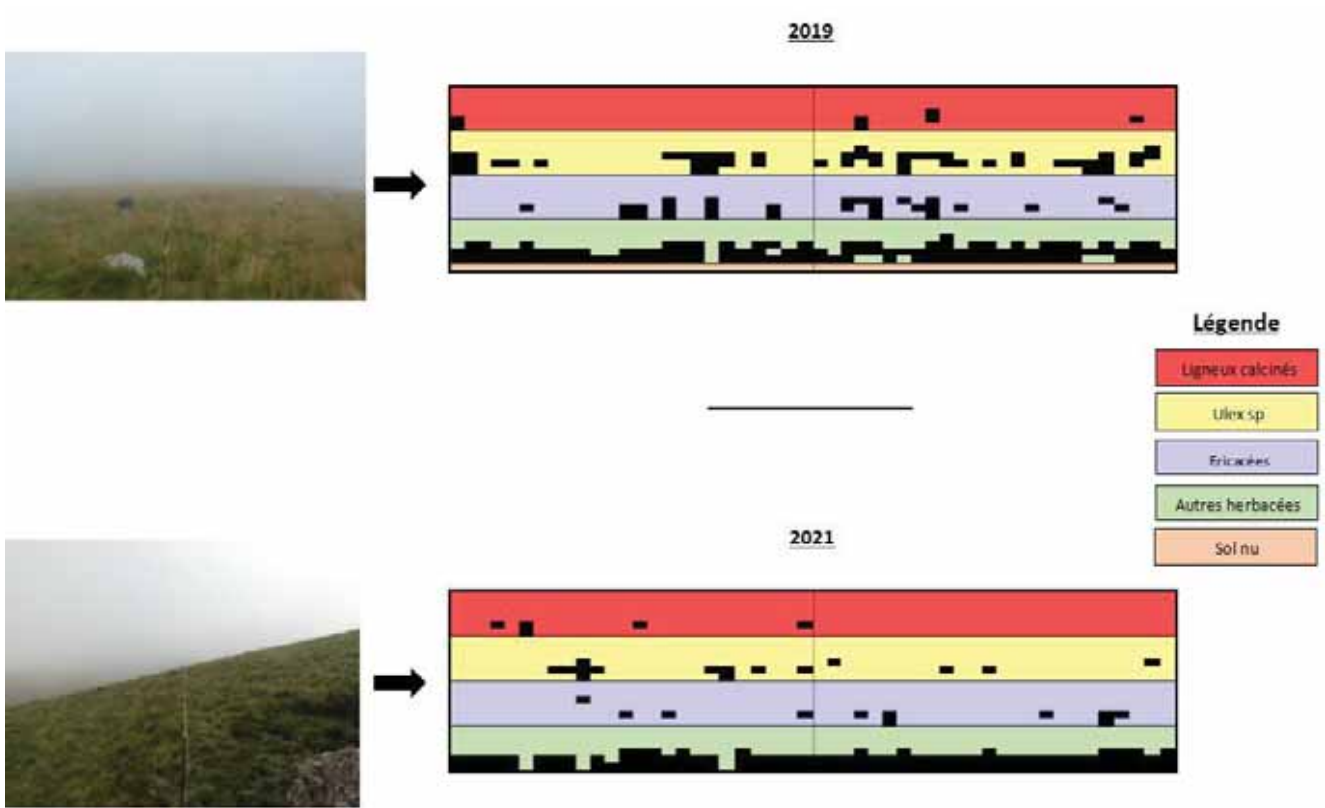 2019
Légende
Ligneux calcinés
Ulex sp
Ericacées
Autres herbacées
Sol nu
2021